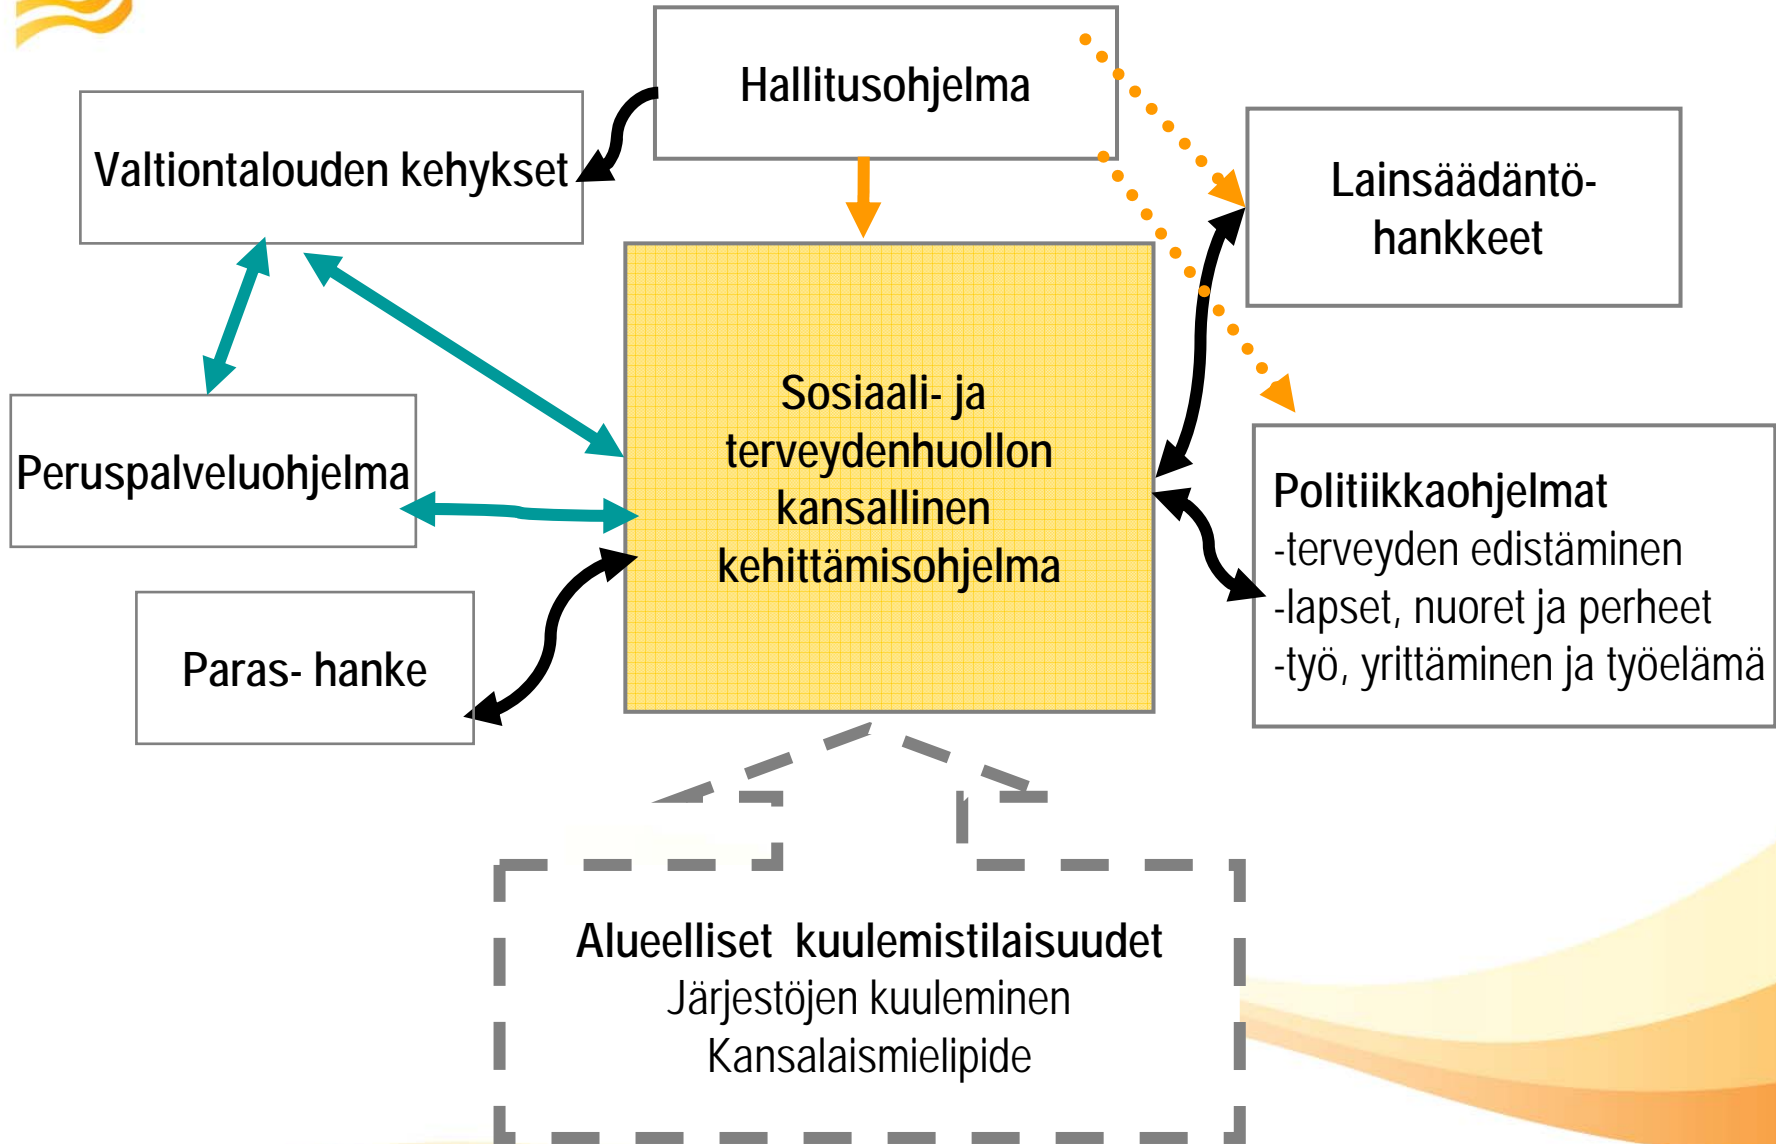 Hallitusohjelma
Valtiontalouden kehykset
Lainsäädäntö-
hankkeet
Sosiaali- ja
terveydenhuollon
kansallinen
kehittämisohjelma
Peruspalveluohjelma
Politiikkaohjelmat
-terveyden edistäminen
-lapset, nuoret ja perheet
-työ, yrittäminen ja työelämä
Paras- hanke
Alueelliset kuulemistilaisuudet
Järjestöjen kuuleminen
Kansalaismielipide